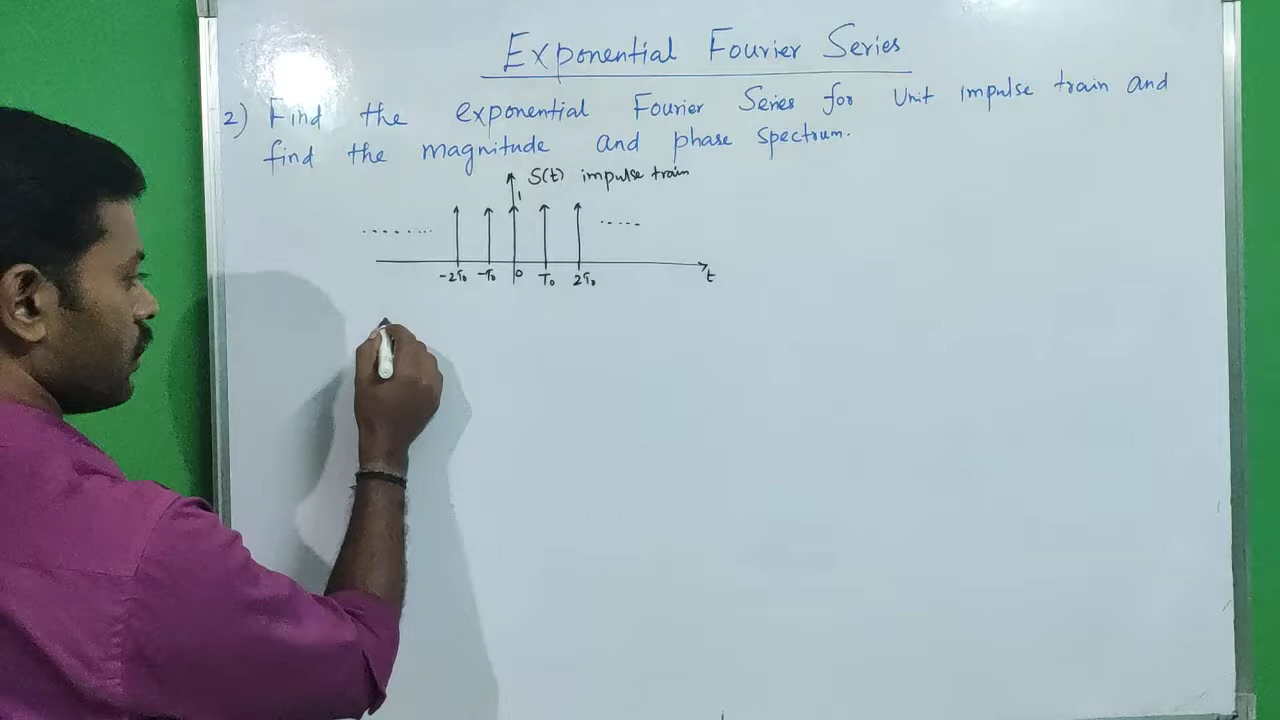 Exponential Fourier Series
2) Find the exponential Fourier Series for Unit impulse train and
find the magnitude and phase spectrum.
S(t) impulse train
1
-2T₀ -T₀ 0 T₀ 2T₀ t